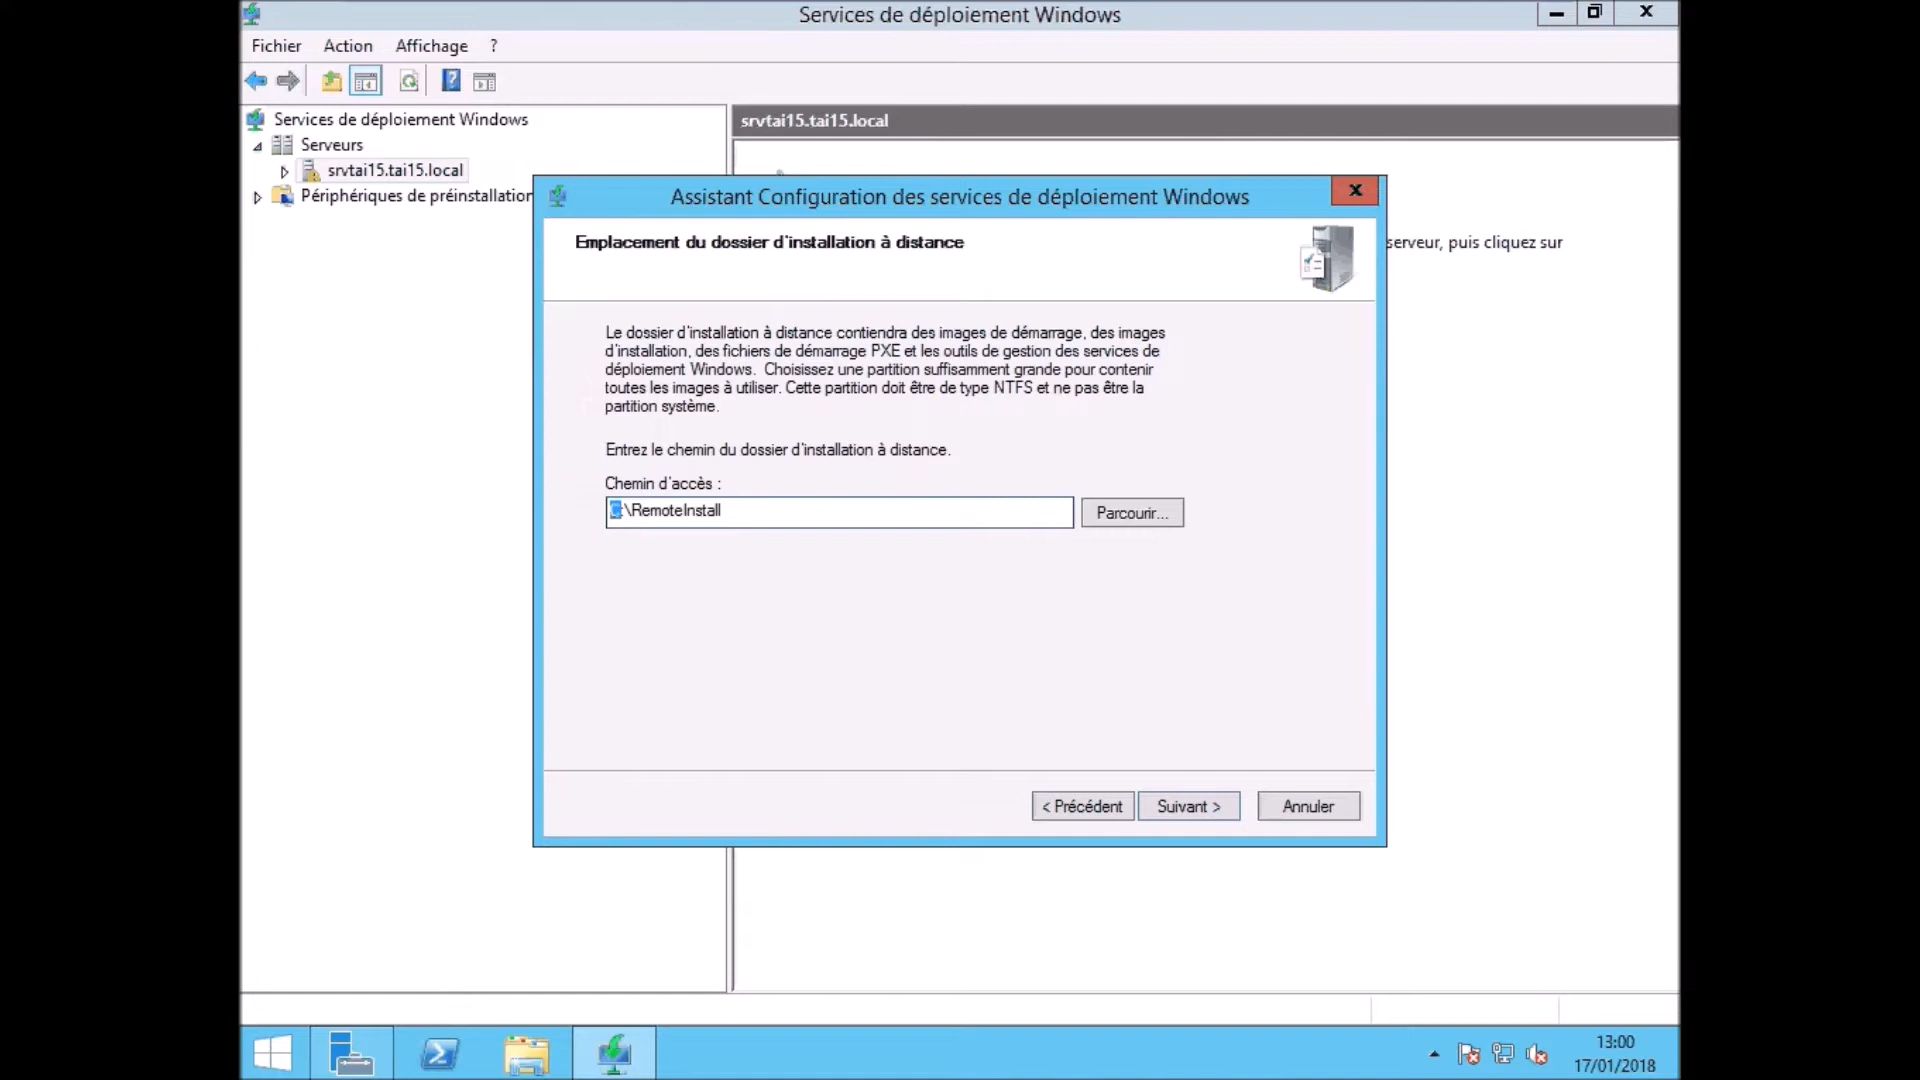 Services de déploiement Windows
Fichier Action Affichage ?
Services de déploiement Windows
Serveurs
srvtai15.tai15.local
Périphériques de préinstallation
srvtai15.tai15.local
serveur, puis cliquez sur
Assistant Configuration des services de déploiement Windows
Emplacement du dossier d'installation à distance
Le dossier d'installation à distance contiendra des images de démarrage, des images
d'installation, des fichiers de démarrage PXE et les outils de gestion des services de
déploiement Windows. Choisissez une partition suffisamment grande pour contenir
toutes les images à utiliser. Cette partition doit être de type NTFS et ne pas être la
partition système.
Entrez le chemin du dossier d'installation à distance.
Chemin d'accès :
C:\RemoteInstall
Parcourir...
< Précédent Suivant > Annuler
13:00
17/01/2018